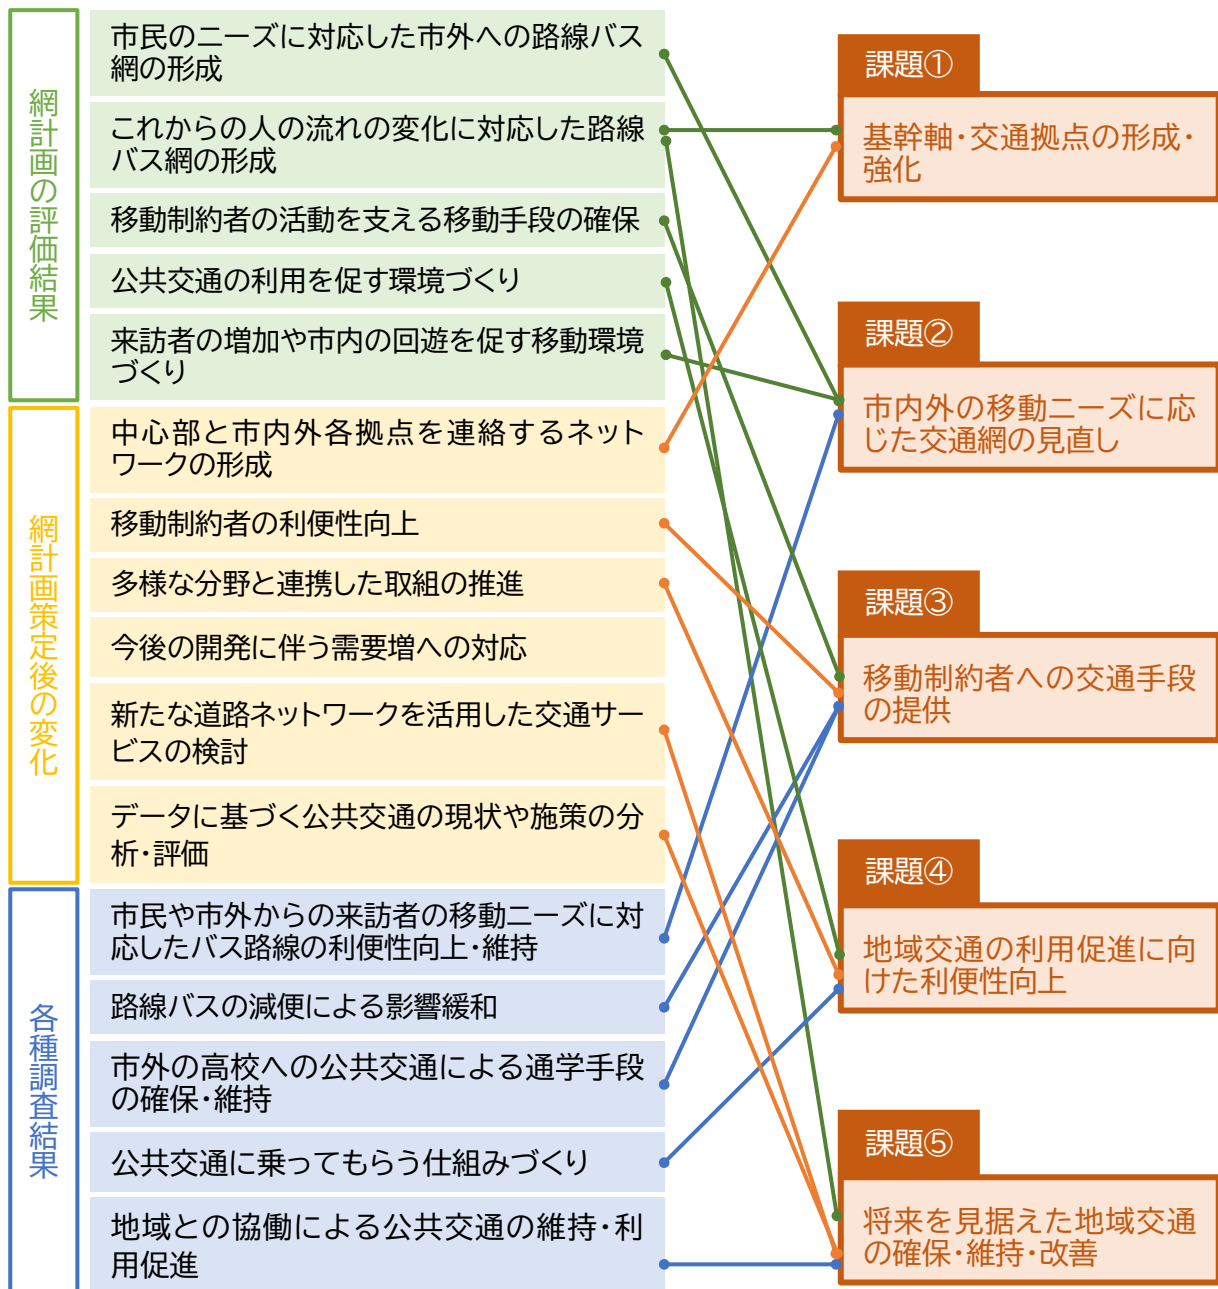 網計画の評価結果
市民のニーズに対応した市外への路線バス
網の形成
これからの人の流れの変化に対応した路線
バス網の形成
移動制約者の活動を支える移動手段の確保
公共交通の利用を促す環境づくり
来訪者の増加や市内の回遊を促す移動環境
づくり
網計画策定後の変化
中心部と市内外各拠点を連絡するネット
ワークの形成
移動制約者の利便性向上
多様な分野と連携した取組の推進
今後の開発に伴う需要増への対応
新たな道路ネットワークを活用した交通サー
ビスの検討
データに基づく公共交通の現状や施策の分
析・評価
各種調査結果
市民や市外からの来訪者の移動ニーズに対
応したバス路線の利便性向上・維持
路線バスの減便による影響緩和
市外の高校への公共交通による通学手段
の確保・維持
公共交通に乗ってもらう仕組みづくり
地域との協働による公共交通の維持・利
用促進
課題①
基幹軸・交通拠点の形成・
強化
課題②
市内外の移動ニーズに応
じた交通網の見直し
課題③
移動制約者への交通手段
の提供
課題④
地域交通の利用促進に向
けた利便性向上
課題⑤
将来を見据えた地域交通
の確保・維持・改善